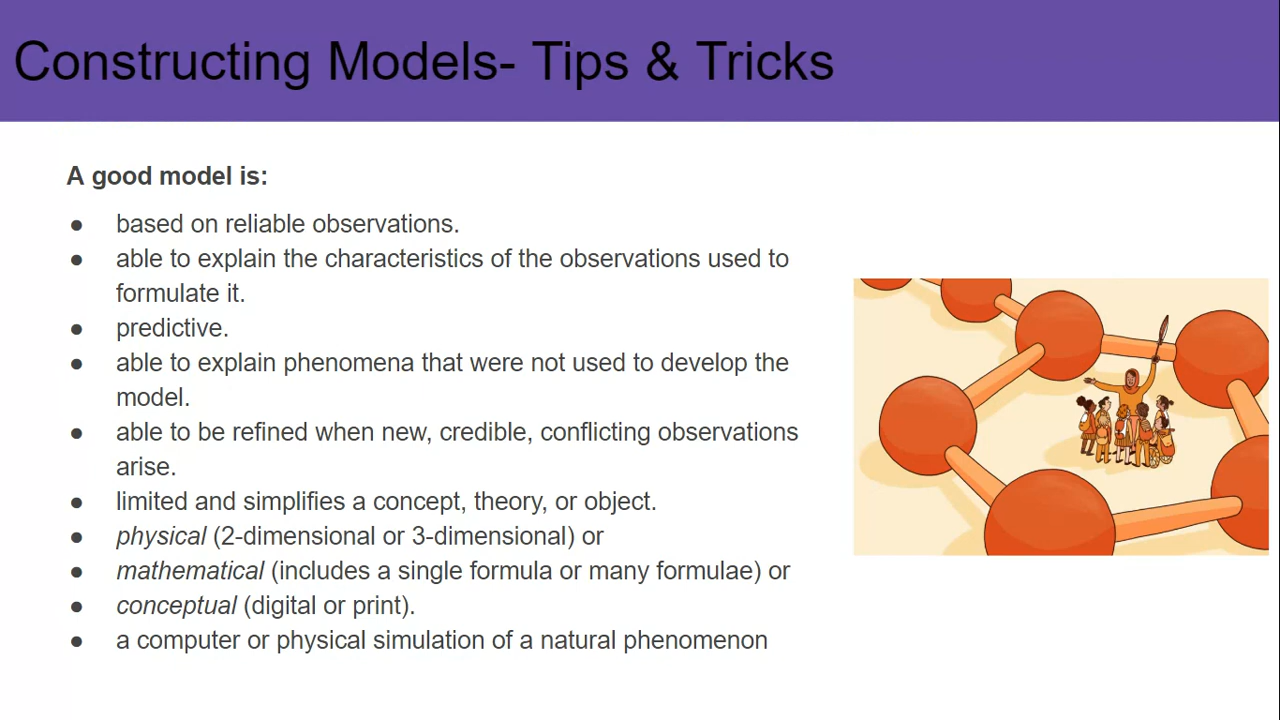 Constructing Models- Tips & Tricks
A good model is:
● based on reliable observations.
● able to explain the characteristics of the observations used to
formulate it.
● predictive.
● able to explain phenomena that were not used to develop the
model.
● able to be refined when new, credible, conflicting observations
arise.
● limited and simplifies a concept, theory, or object.
● physical (2-dimensional or 3-dimensional) or
● mathematical (includes a single formula or many formulae) or
● conceptual (digital or print).
● a computer or physical simulation of a natural phenomenon